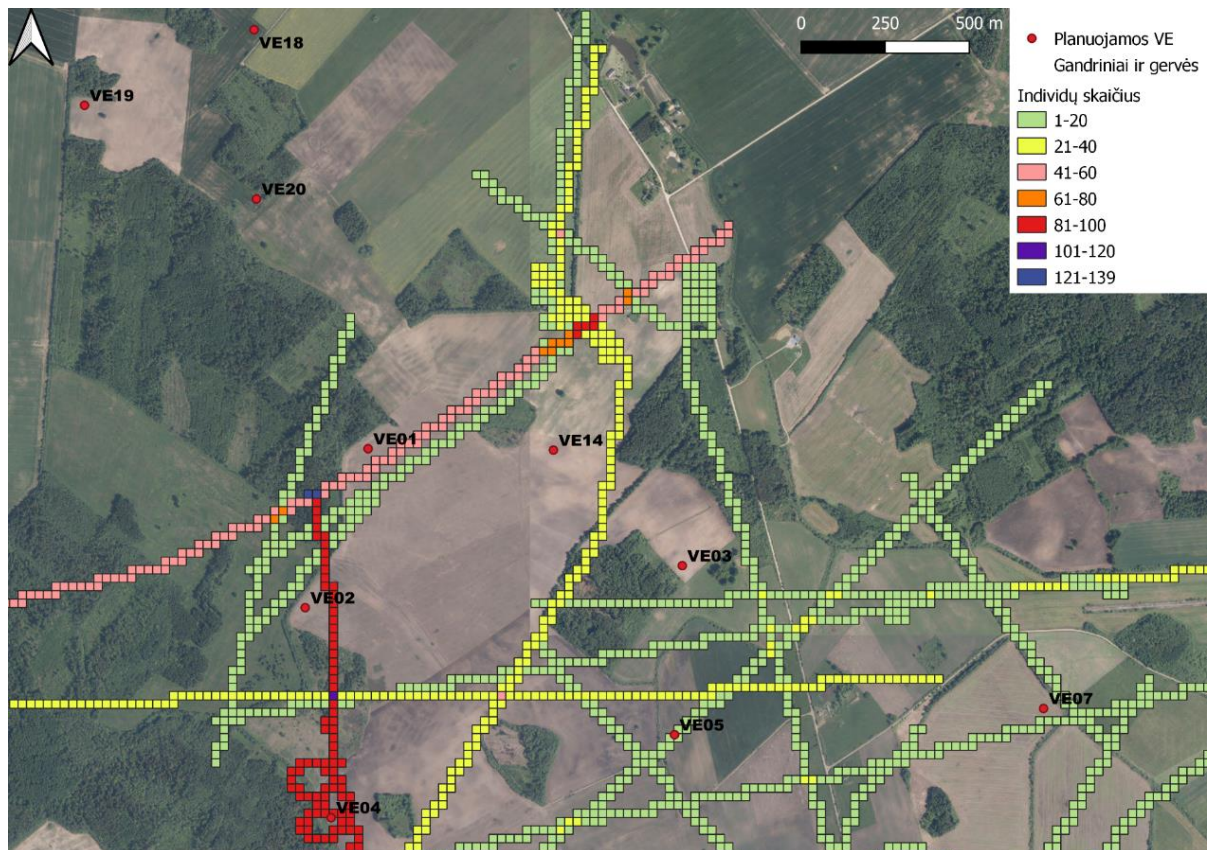 0 250 500 m
VE18
VE19
VE20
VE01
VE14
VE03
VE02
VE07
VE05
VE04
Planuojamos VE
Gandriniai ir gervės
Individų skaičius
1-20
21-40
41-60
61-80
81-100
101-120
121-139